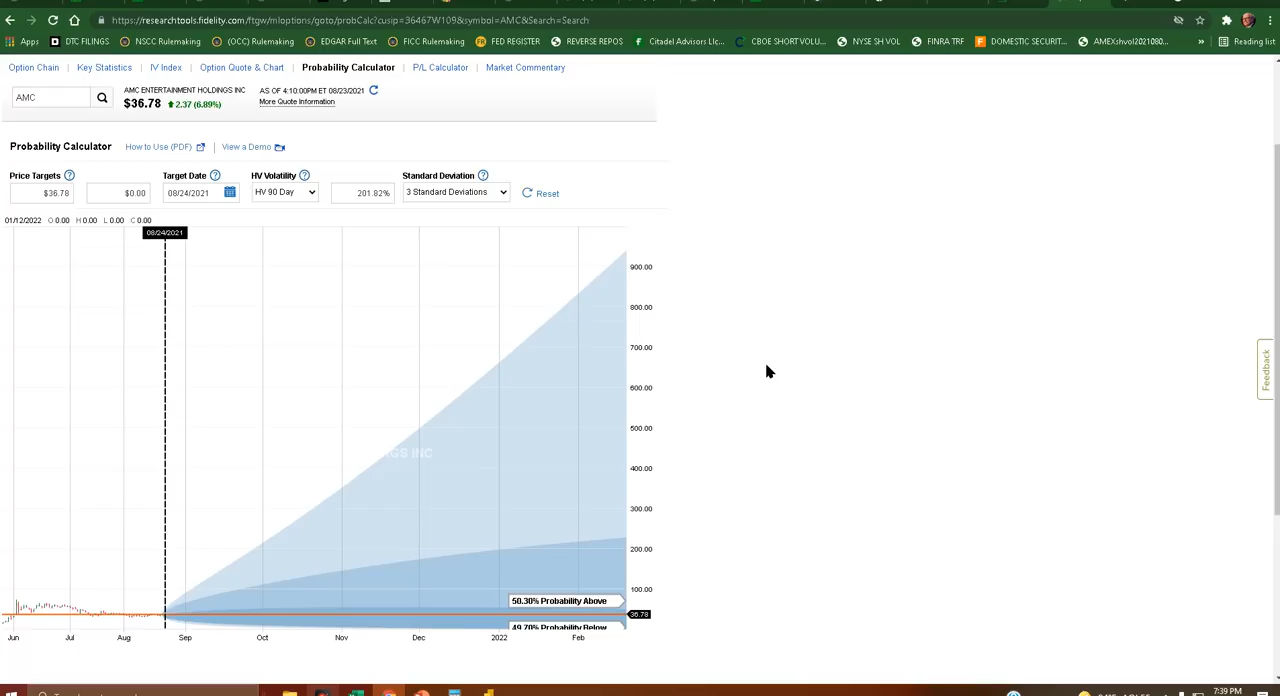 https://researchtools.fidelity.com/ftgw/mloptions/goto/probCalc?cusip=36467W109&symbol=AMC&Search=Search
Apps DTC FILINGS NSCC Rulemaking (OCC) Rulemaking EDGAR Full Text FICC Rulemaking FED REGISTER REVERSE REPOS Citadel Advisors Llc... CBOE SHORT VOLU... NYSE SH VOL FINRA TRF DOMESTIC SECURIT... AMEXshvol2021080... » Reading list
Option Chain | Key Statistics | IV Index | Option Quote & Chart | Probability Calculator | P/L Calculator | Market Commentary
AMC
AMC ENTERTAINMENT HOLDINGS INC
$36.78 2.37 (6.89%)
AS OF 4:10:00PM ET 08/23/2021
More Quote Information
Probability Calculator How to Use (PDF) | View a Demo
Price Targets Target Date HV Volatility Standard Deviation
$36.78 $0.00 08/24/2021 HV 90 Day 201.82% 3 Standard Deviations Reset
01/12/2022 O 0.00 H 0.00 L 0.00 C 0.00
08/24/2021
900.00
800.00
700.00
600.00
500.00
GS INC
400.00
300.00
200.00
100.00
50.30% Probability Above
36.78
49.70% Probability Below
Jun Jul Aug Sep Oct Nov Dec 2022 Feb
Feedback
7:39 PM